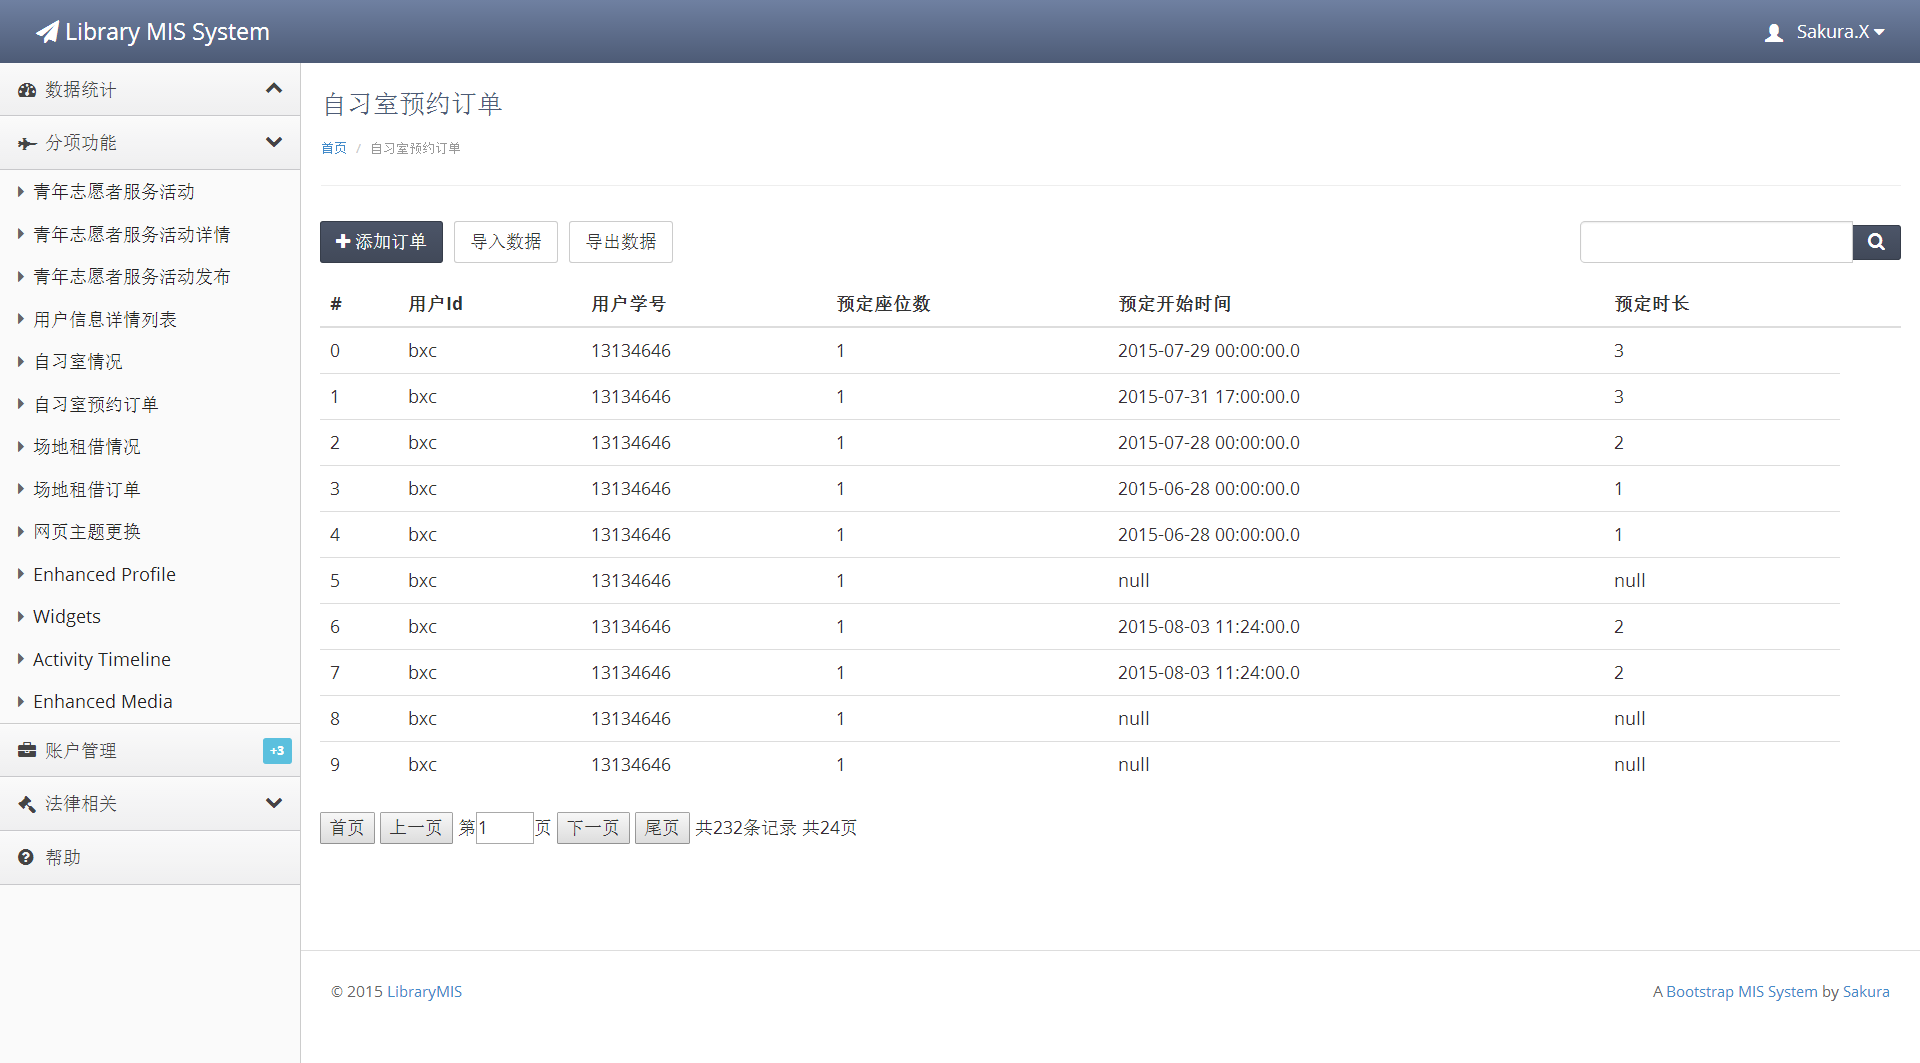 Library MIS System
Sakura.X
数据统计
分项功能
青年志愿者服务活动
青年志愿者服务活动详情
青年志愿者服务活动发布
用户信息详情列表
自习室情况
自习室预约订单
场地租借情况
场地租借订单
网页主题更换
Enhanced Profile
Widgets
Activity Timeline
Enhanced Media
账户管理 +3
法律相关
帮助
自习室预约订单
首页 / 自习室预约订单
添加订单 导入数据 导出数据
# 用户Id 用户学号 预定座位数 预定开始时间 预定时长
0 bxc 13134646 1 2015-07-29 00:00:00.0 3
1 bxc 13134646 1 2015-07-31 17:00:00.0 3
2 bxc 13134646 1 2015-07-28 00:00:00.0 2
3 bxc 13134646 1 2015-06-28 00:00:00.0 1
4 bxc 13134646 1 2015-06-28 00:00:00.0 1
5 bxc 13134646 1 null null
6 bxc 13134646 1 2015-08-03 11:24:00.0 2
7 bxc 13134646 1 2015-08-03 11:24:00.0 2
8 bxc 13134646 1 null null
9 bxc 13134646 1 null null
首页 上一页 第1页 下一页 尾页 共232条记录 共24页
© 2015 LibraryMIS
A Bootstrap MIS System by Sakura